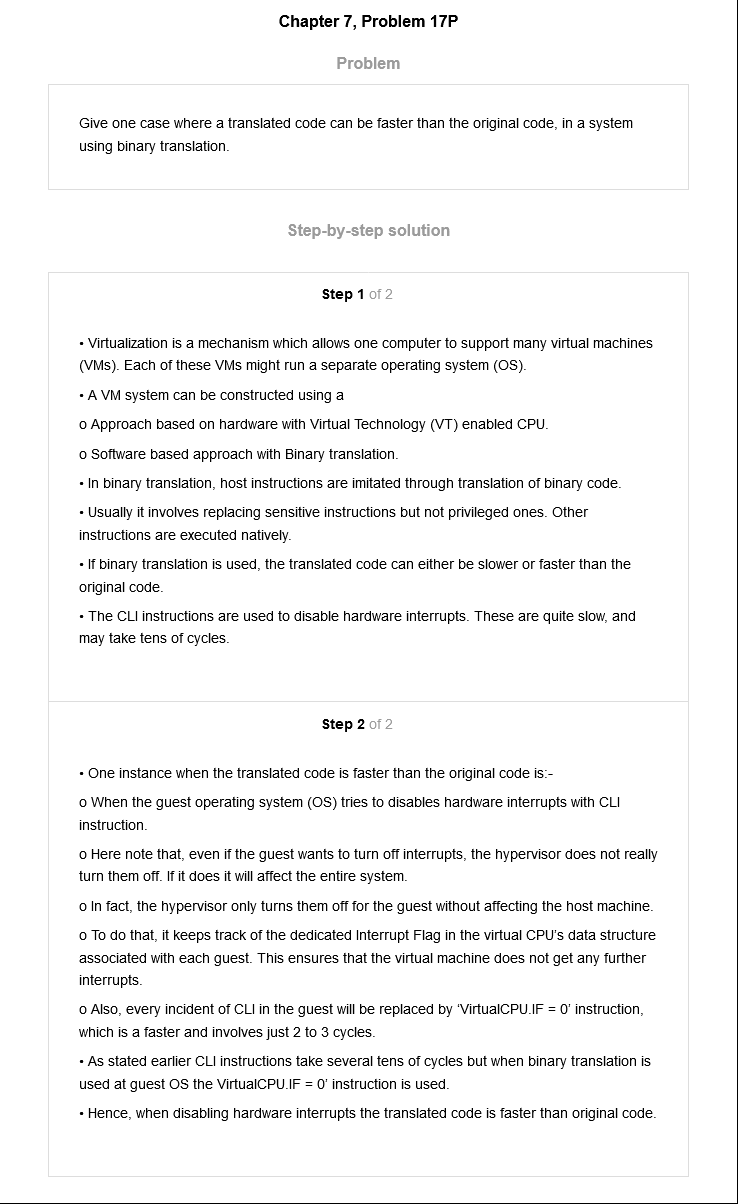 Chapter 7, Problem 17P
Problem
Give one case where a translated code can be faster than the original code, in a system
using binary translation.
Step-by-step solution
Step 1 of 2
• Virtualization is a mechanism which allows one computer to support many virtual machines
(VMs). Each of these VMs might run a separate operating system (OS).
• A VM system can be constructed using a
o Approach based on hardware with Virtual Technology (VT) enabled CPU.
o Software based approach with Binary translation.
• In binary translation, host instructions are imitated through translation of binary code.
• Usually it involves replacing sensitive instructions but not privileged ones. Other
instructions are executed natively.
• If binary translation is used, the translated code can either be slower or faster than the
original code.
• The CLI instructions are used to disable hardware interrupts. These are quite slow, and
may take tens of cycles.
Step 2 of 2
• One instance when the translated code is faster than the original code is:-
o When the guest operating system (OS) tries to disables hardware interrupts with CLI
instruction.
o Here note that, even if the guest wants to turn off interrupts, the hypervisor does not really
turn them off. If it does it will affect the entire system.
o In fact, the hypervisor only turns them off for the guest without affecting the host machine.
o To do that, it keeps track of the dedicated Interrupt Flag in the virtual CPU's data structure
associated with each guest. This ensures that the virtual machine does not get any further
interrupts.
o Also, every incident of CLI in the guest will be replaced by ‘VirtualCPU.IF = 0’ instruction,
which is a faster and involves just 2 to 3 cycles.
• As stated earlier CLI instructions take several tens of cycles but when binary translation is
used at guest OS the VirtualCPU.IF = 0’ instruction is used.
• Hence, when disabling hardware interrupts the translated code is faster than original code.